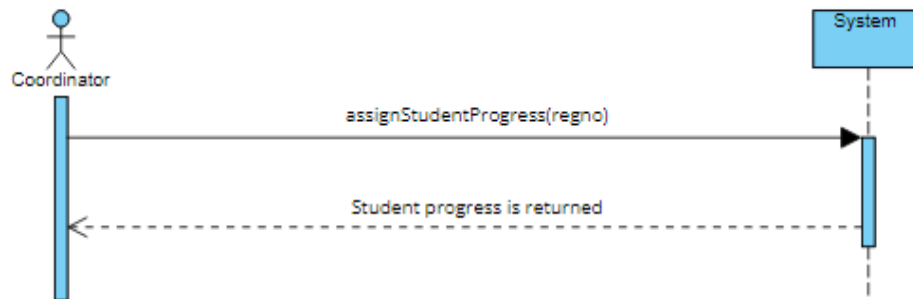 System
Coordinator
assignStudentProgress(regno)
Student progress is returned